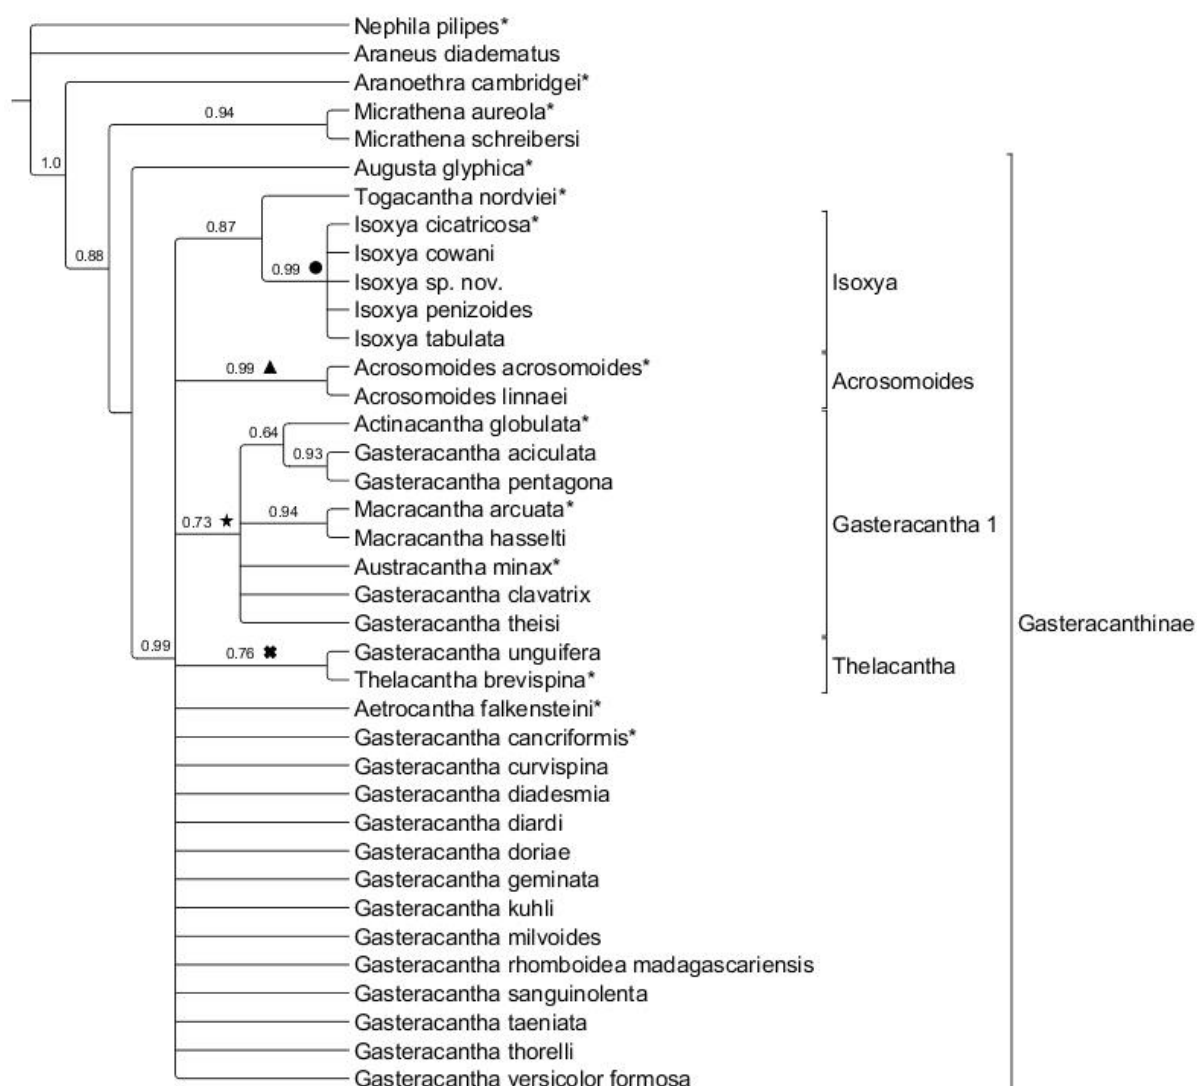 Nephila pilipes*
Araneus diadematus
Aranoethra cambridgei*
0.94
Micrathena aureola*
Micrathena schreibersi
1.0
Augusta glyphica*
Togacantha nordviei*
0.87
Isoxya cicatricosa*
0.88
Isoxya cowani
0.99
Isoxya sp. nov.
Isoxya
Isoxya penizoides
Isoxya tabulata
0.99
Acrosomoides acrosomoides*
Acrosomoides
Acrosomoides linnaei
Actinacantha globulata*
0.64
0.93
Gasteracantha aciculata
Gasteracantha pentagona
0.94
Macracantha arcuata*
0.73
Gasteracantha 1
Macracantha hasselti
Austracantha minax*
Gasteracantha clavatrix
Gasteracantha theisi
Gasteracanthinae
0.99
0.76
Gasteracantha unguifera
Thelacantha
Thelacantha brevispina*
Aetrocantha falkensteini*
Gasteracantha cancriformis*
Gasteracantha curvispina
Gasteracantha diadesmia
Gasteracantha diardi
Gasteracantha doriae
Gasteracantha geminata
Gasteracantha kuhli
Gasteracantha milvoides
Gasteracantha rhomboidea madagascariensis
Gasteracantha sanguinolenta
Gasteracantha taeniata
Gasteracantha thorelli
Gasteracantha versicolor formosa